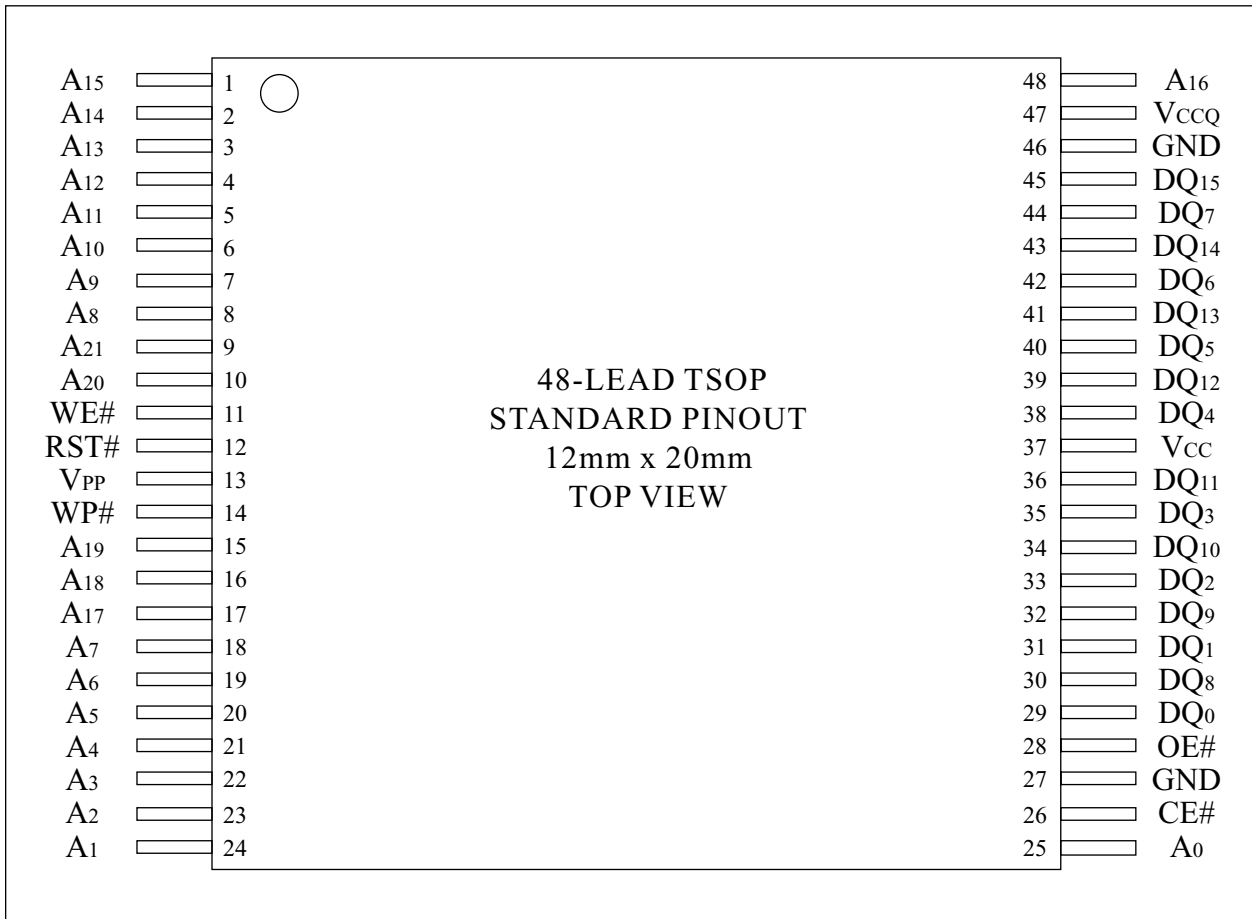 A15 1 48 A16
A14 2 47 VCCQ
A13 3 46 GND
A12 4 45 DQ15
A11 5 44 DQ7
A10 6 43 DQ14
A9 7 42 DQ6
A8 8 41 DQ13
A21 9 40 DQ5
A20 10 39 DQ12
WE# 11 38 DQ4
RST# 12 37 VCC
VPP 13 36 DQ11
WP# 14 35 DQ3
A19 15 34 DQ10
A18 16 33 DQ2
A17 17 32 DQ9
A7 18 31 DQ1
A6 19 30 DQ8
A5 20 29 DQ0
A4 21 28 OE#
A3 22 27 GND
A2 23 26 CE#
A1 24 25 A0
48-LEAD TSOP
STANDARD PINOUT
12mm x 20mm
TOP VIEW